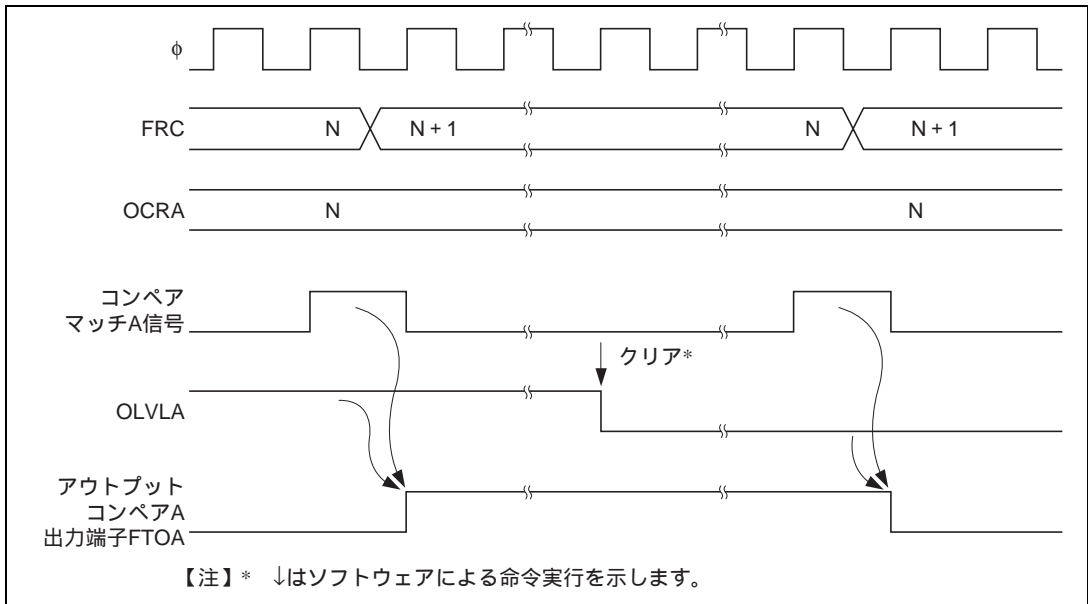 φ
FRC N N + 1 N N + 1
OCRA N N
コンペア
マッチA信号
クリア*
OLVLA
アウトプット
コンペアA
出力端子FTOA
【注】* ↓はソフトウェアによる命令実行を示します。